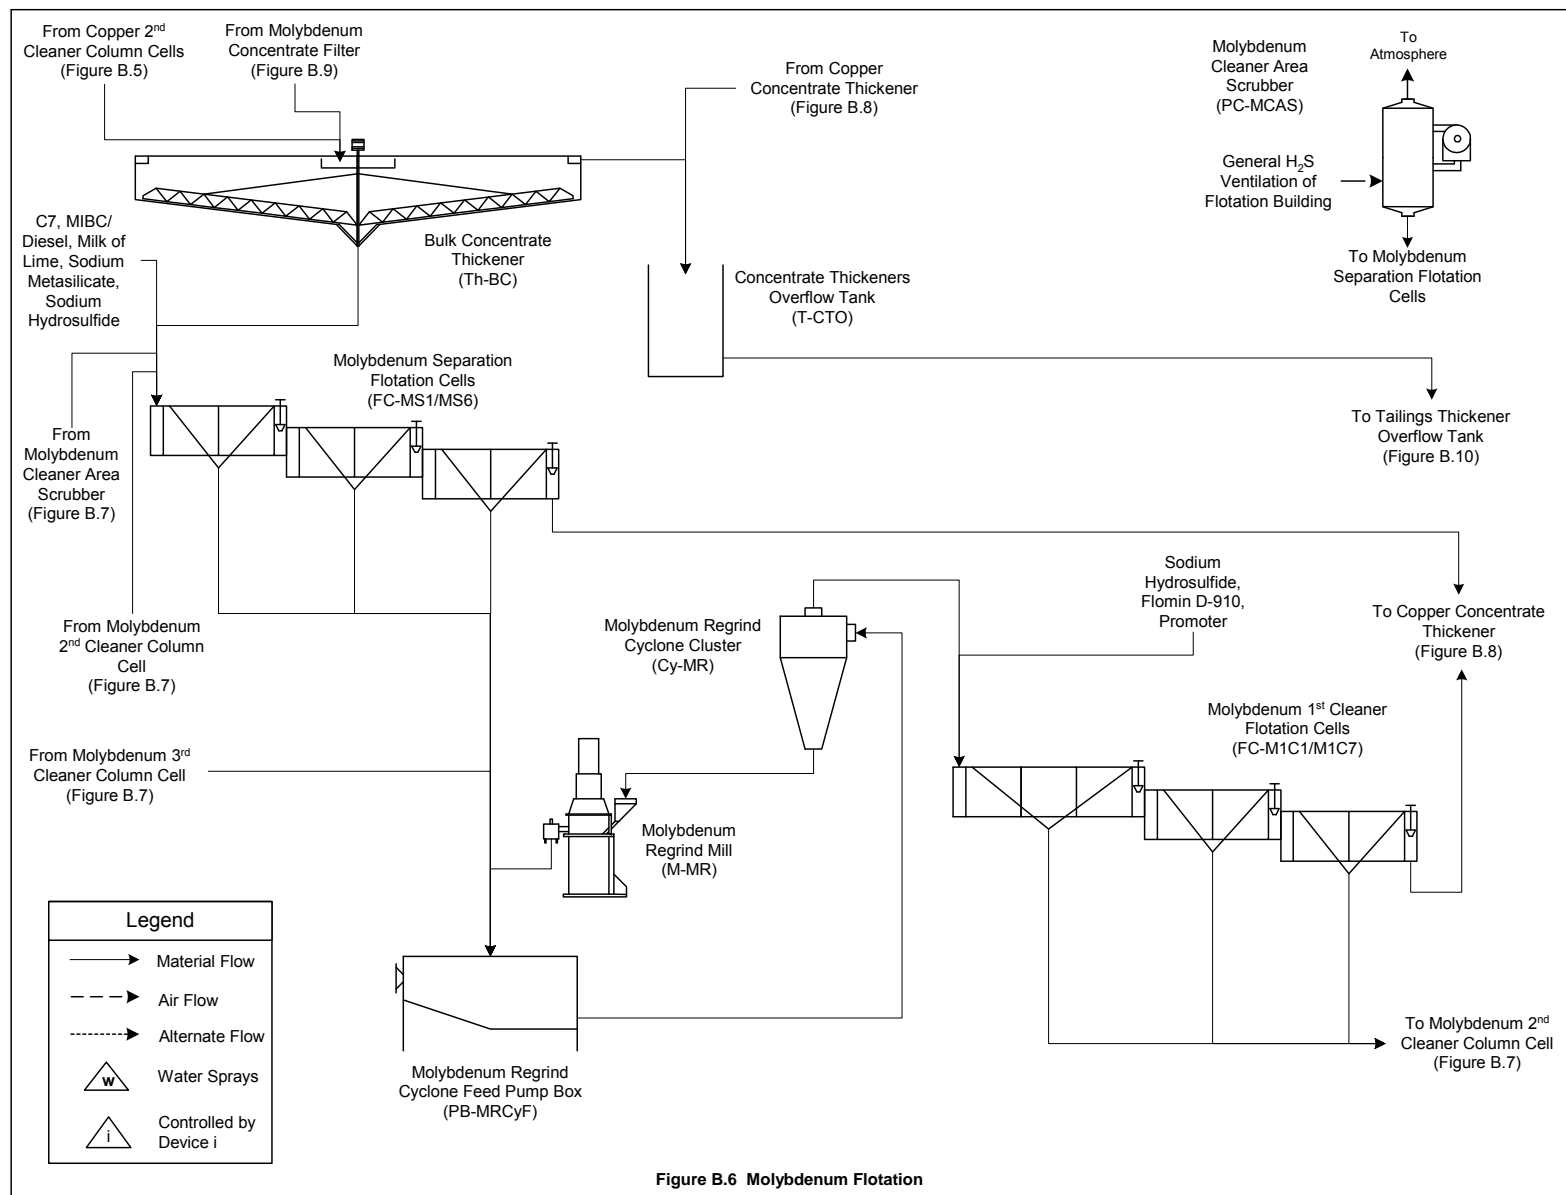 From Copper 2nd
Cleaner Column Cells
(Figure B.5)
From Molybdenum
Concentrate Filter
(Figure B.9)
From Copper
Concentrate Thickener
(Figure B.8)
Molybdenum
Cleaner Area
Scrubber
(PC-MCAS)
To
Atmosphere
General H2S
Ventilation of
Flotation Building
To Molybdenum
Separation Flotation
Cells
C7, MIBC/
Diesel, Milk of
Lime, Sodium
Metasilicate,
Sodium
Hydrosulfide
Bulk Concentrate
Thickener
(Th-BC)
Concentrate Thickeners
Overflow Tank
(T-CTO)
Molybdenum Separation
Flotation Cells
(FC-MS1/MS6)
To Tailings Thickener
Overflow Tank
(Figure B.10)
From
Molybdenum
Cleaner Area
Scrubber
(Figure B.7)
From Molybdenum
2nd Cleaner Column
Cell
(Figure B.7)
Molybdenum Regrind
Cyclone Cluster
(Cy-MR)
Sodium
Hydrosulfide,
Flomin D-910,
Promoter
To Copper Concentrate
Thickener
(Figure B.8)
Molybdenum 1st Cleaner
Flotation Cells
(FC-M1C1/M1C7)
From Molybdenum 3rd
Cleaner Column Cell
(Figure B.7)
Molybdenum
Regrind Mill
(M-MR)
Legend
Material Flow
Air Flow
Alternate Flow
w
Water Sprays
i
Controlled by
Device i
Molybdenum Regrind
Cyclone Feed Pump Box
(PB-MRCyF)
To Molybdenum 2nd
Cleaner Column Cell
(Figure B.7)
Figure B.6 Molybdenum Flotation